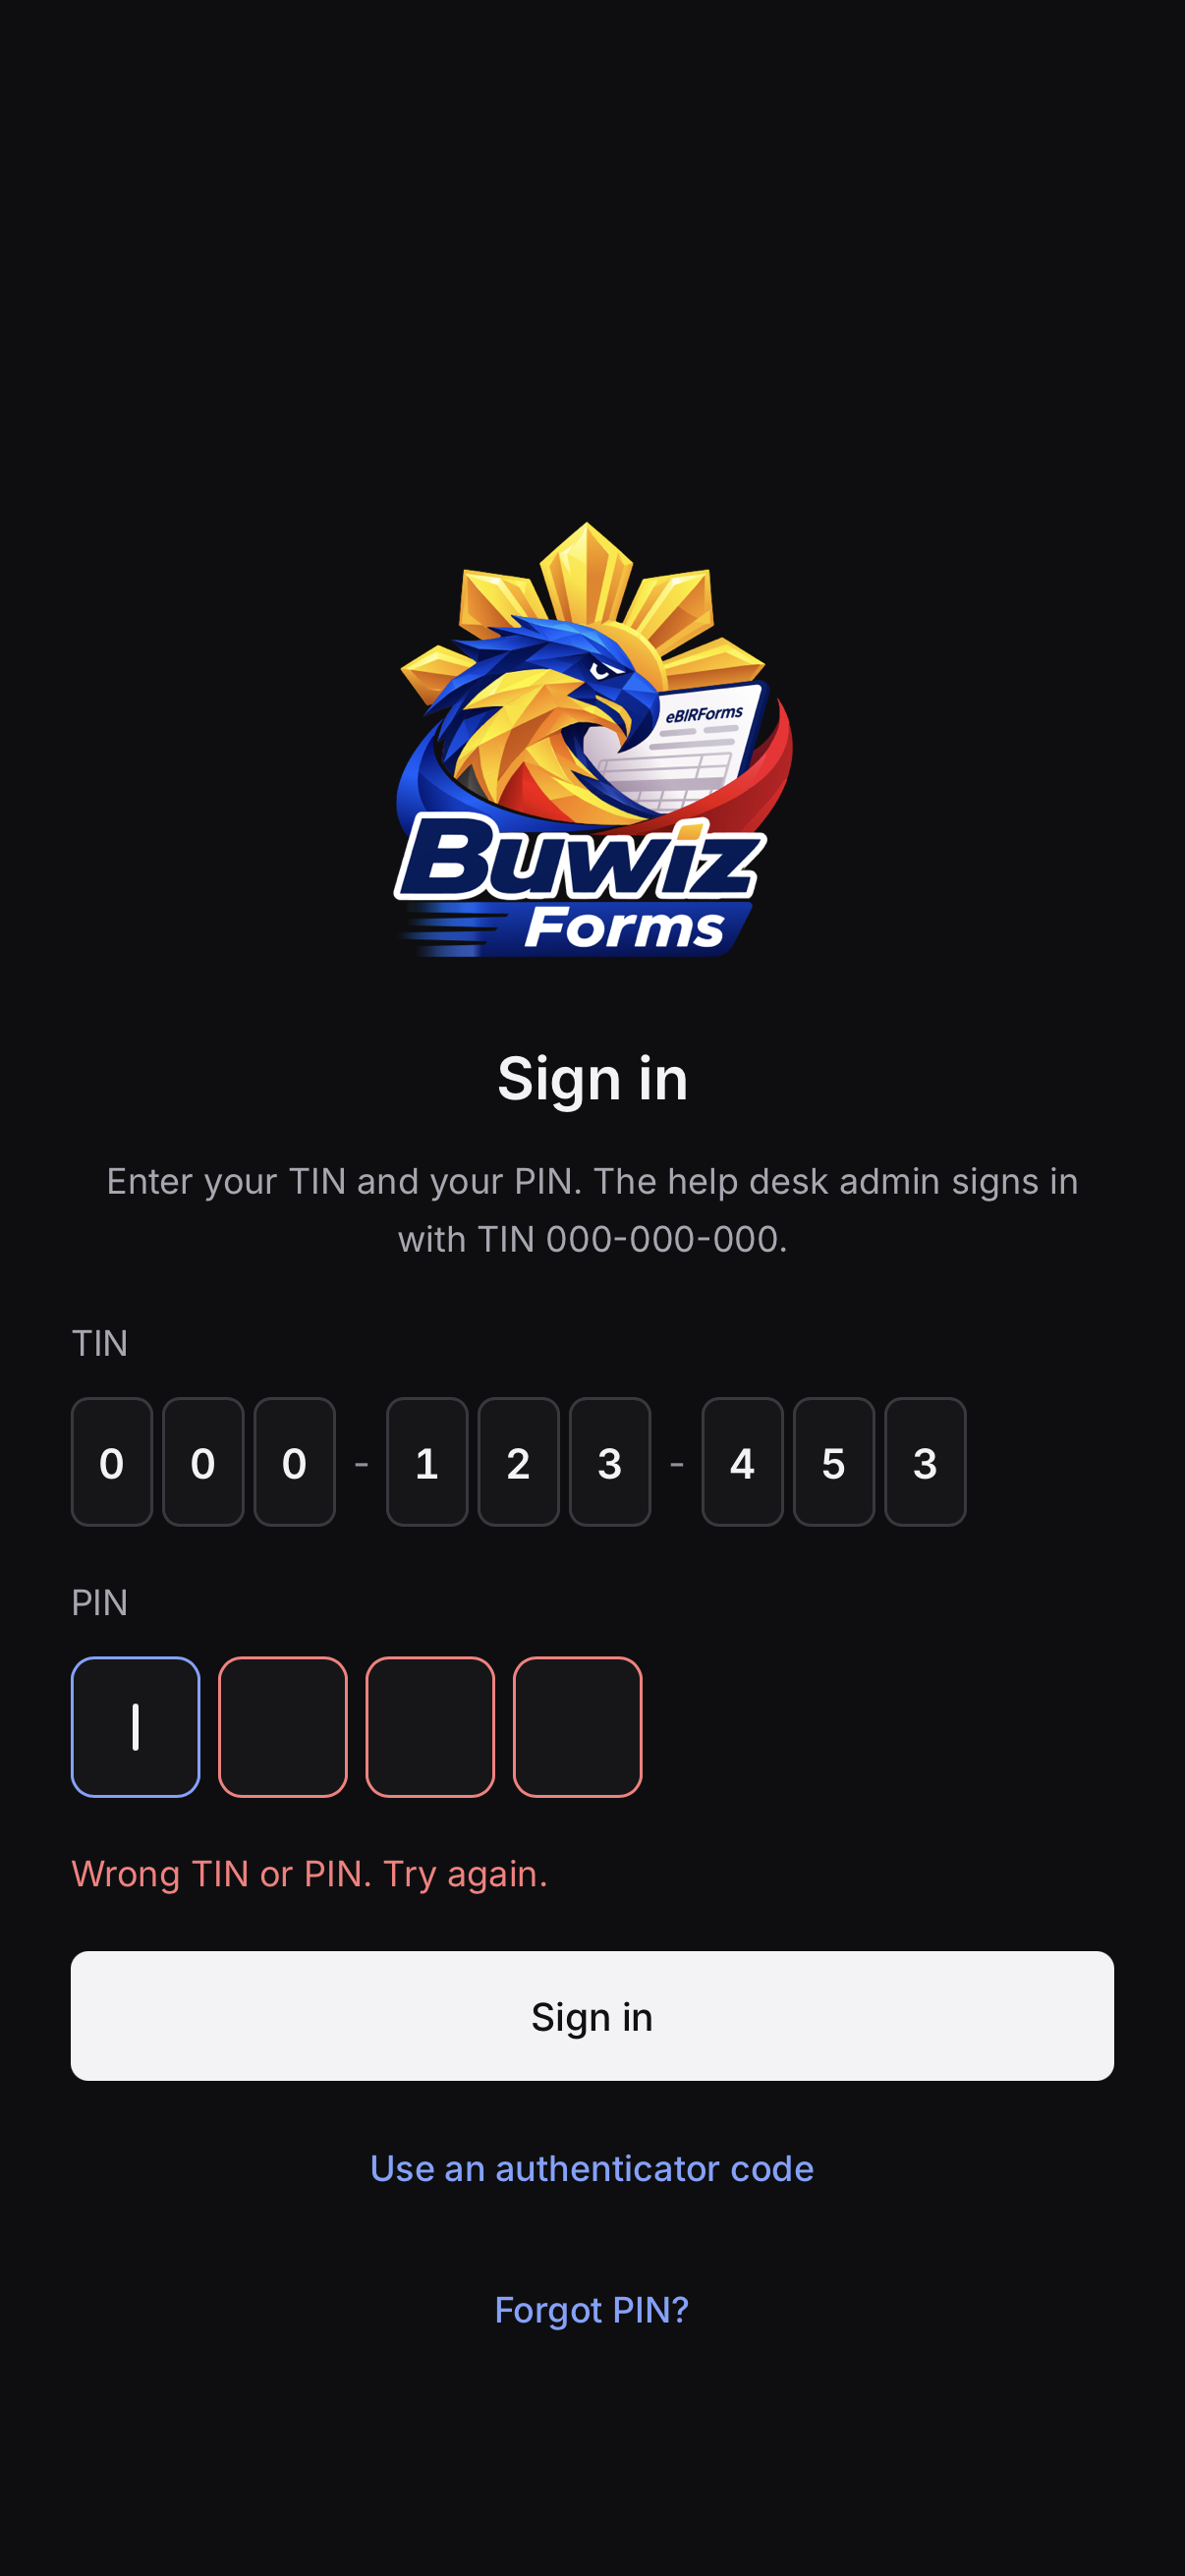 eBIRForms
Buwiz
Forms
Sign in
Enter your TIN and your PIN. The help desk admin signs in
with TIN 000-000-000.
TIN
0 0 0 - 1 2 3 - 4 5 3
PIN
Wrong TIN or PIN. Try again.
Sign in
Use an authenticator code
Forgot PIN?